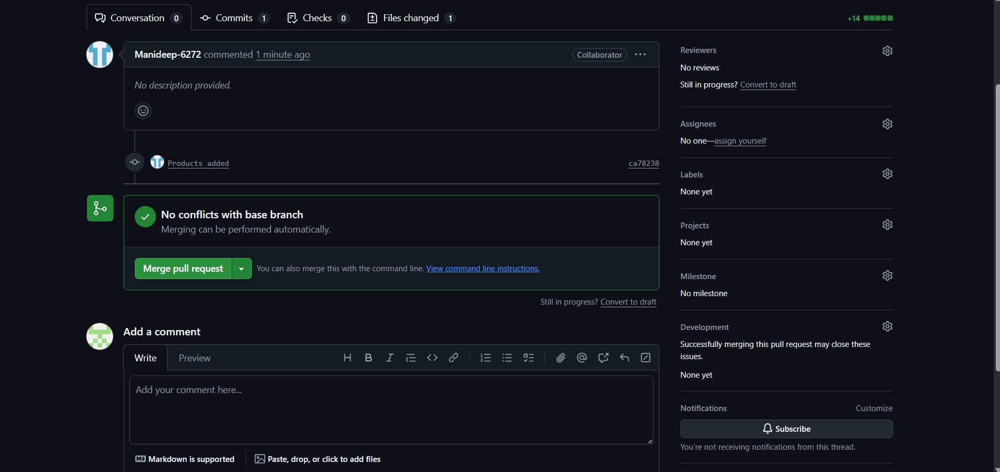 Conversation 0 Commits 1 Checks 0 Files changed 1 +14
Manideep-6272 commented 1 minute ago Collaborator
No description provided.
Products added ca78238
No conflicts with base branch
Merging can be performed automatically.
Merge pull request You can also merge this with the command line. View command line instructions.
Still in progress? Convert to draft
Add a comment
Write Preview
Add your comment here...
Markdown is supported Paste, drop, or click to add files
Reviewers
No reviews
Still in progress? Convert to draft
Assignees
No one—assign yourself
Labels
None yet
Projects
None yet
Milestone
No milestone
Development
Successfully merging this pull request may close these
issues.
None yet
Notifications Customize
Subscribe
You're not receiving notifications from this thread.